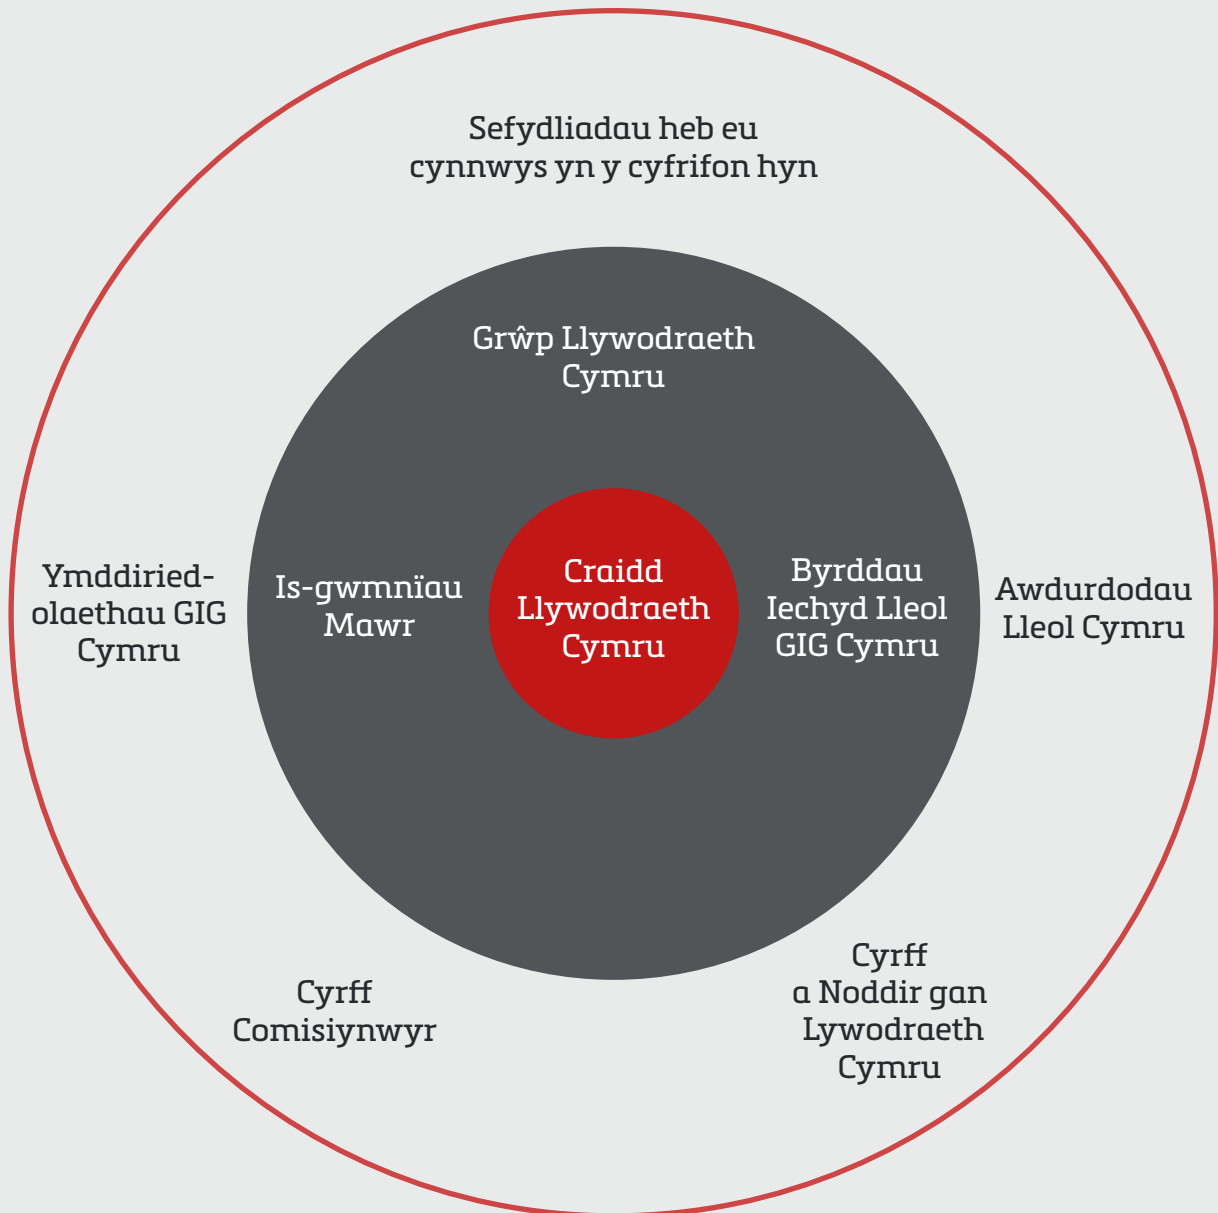 Sefydliadau heb eu
cynnwys yn y cyfrifon hyn
Grŵp Llywodraeth
Cymru
Ymddiried-
olaethau GIG
Cymru
Is-gwmnïau
Mawr
Craidd
Llywodraeth
Cymru
Byrddau
Iechyd Lleol
GIG Cymru
Awdurdodau
Lleol Cymru
Cyrff
Comisiynwyr
Cyrff
a Noddir gan
Lywodraeth
Cymru